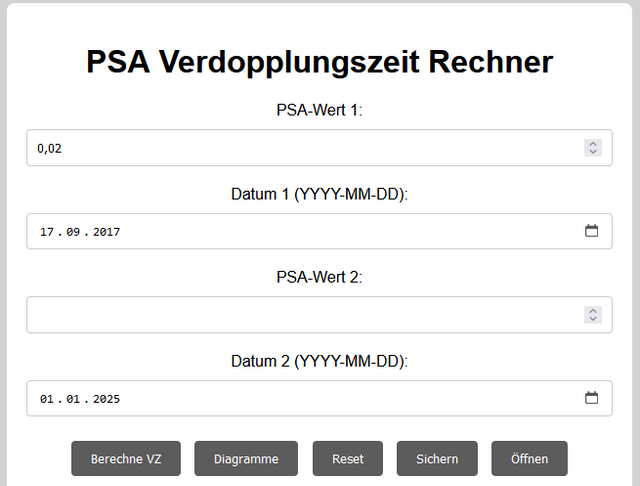 PSA Verdopplungszeit Rechner
PSA-Wert 1:
0,02
Datum 1 (YYYY-MM-DD):
17.09.2017
PSA-Wert 2:
Datum 2 (YYYY-MM-DD):
01.01.2025
Berechne VZ Diagramme Reset Sichern Öffnen